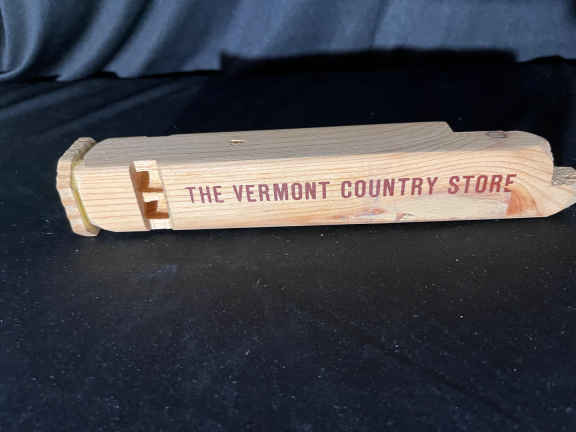 THE VERMONT COUNTRY STORE